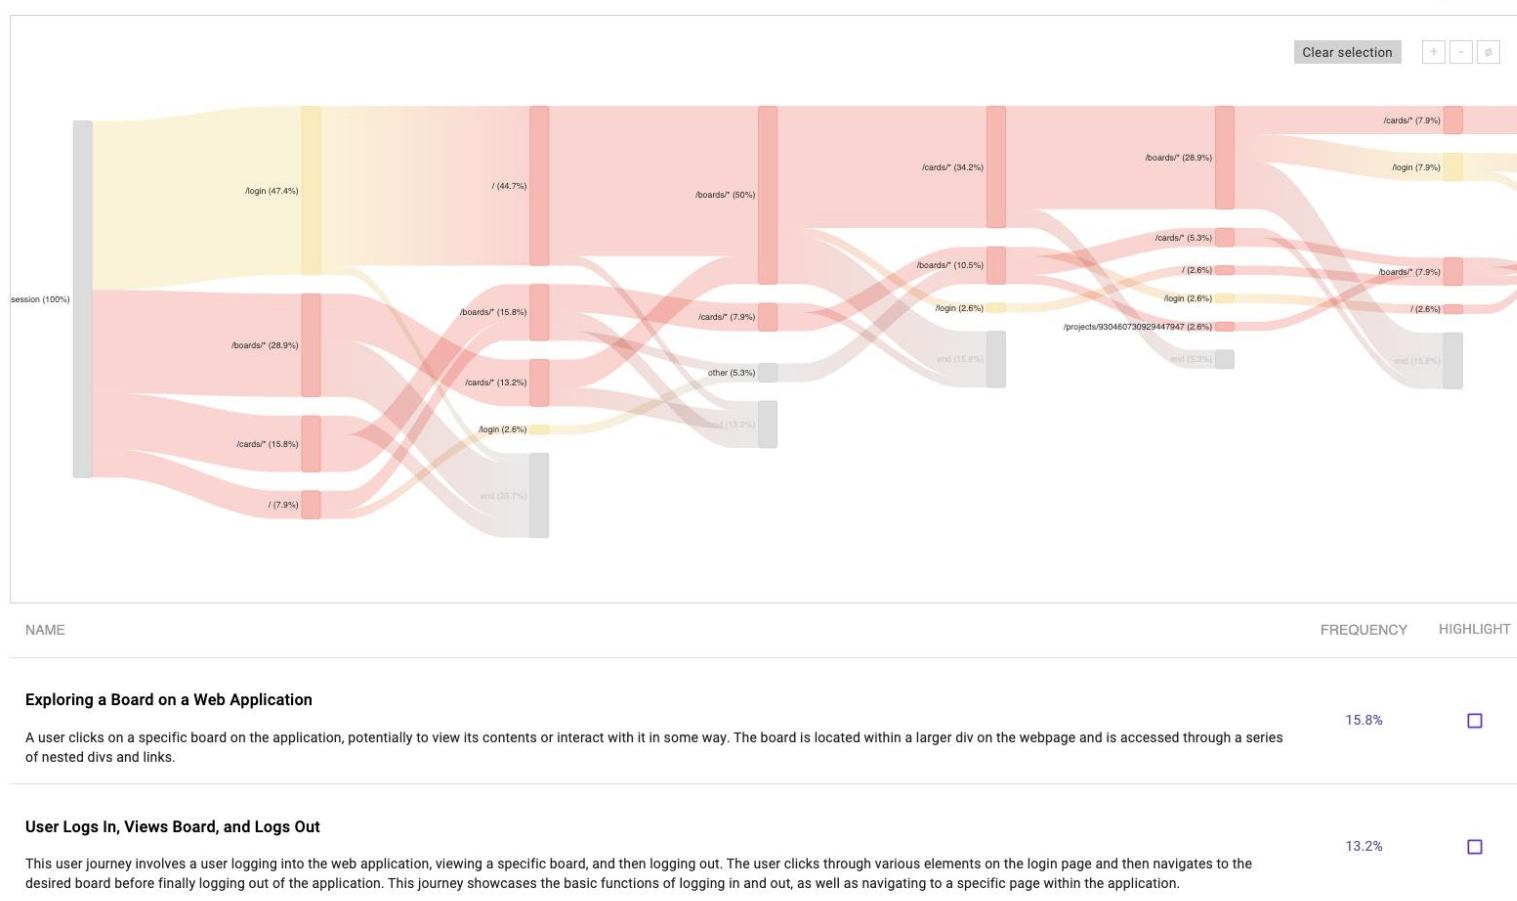 Clear selection
+
-
ø
session (100%)
/login (47.4%)
/boards/* (28.9%)
/cards/* (15.8%)
/ (7.9%)
/ (44.7%)
/boards/* (15.8%)
/cards/* (13.2%)
/login (2.6%)
end (23.7%)
/boards/* (50%)
/cards/* (7.9%)
other (5.3%)
end (13.2%)
/cards/* (34.2%)
/boards/* (10.5%)
/login (2.6%)
end (15.8%)
/boards/* (28.9%)
/cards/* (5.3%)
/ (2.6%)
/login (2.6%)
/projects/930460730929447947 (2.6%)
end (5.3%)
/cards/* (7.9%)
/login (7.9%)
/boards/* (7.9%)
/ (2.6%)
end (15.8%)
NAME
FREQUENCY
HIGHLIGHT
Exploring a Board on a Web Application
15.8%
A user clicks on a specific board on the application, potentially to view its contents or interact with it in some way. The board is located within a larger div on the webpage and is accessed through a series
of nested divs and links.
User Logs In, Views Board, and Logs Out
13.2%
This user journey involves a user logging into the web application, viewing a specific board, and then logging out. The user clicks through various elements on the login page and then navigates to the
desired board before finally logging out of the application. This journey showcases the basic functions of logging in and out, as well as navigating to a specific page within the application.